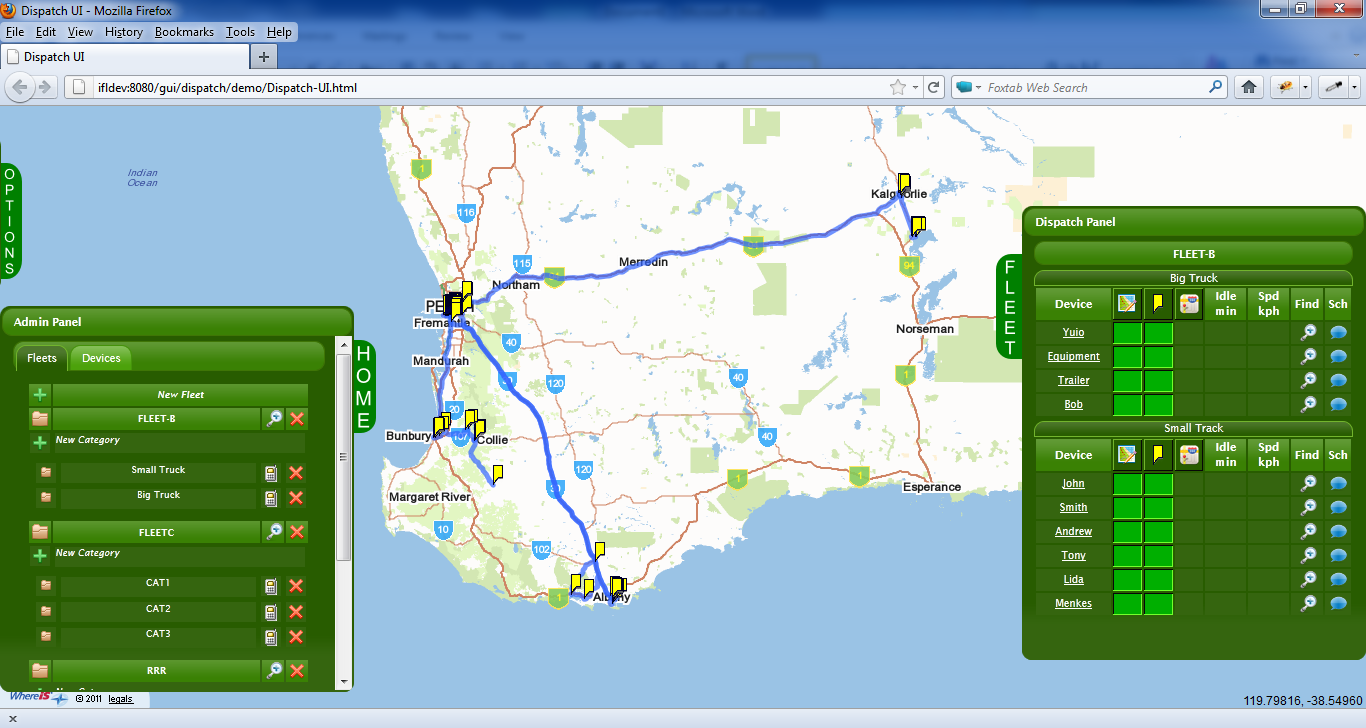 Dispatch UI - Mozilla Firefox
File Edit View History Bookmarks Tools Help
Dispatch UI
ifldev:8080/gui/dispatch/demo/Dispatch-UI.html
Foxtab Web Search
OPTIONS
Indian
Ocean
1
116
115
Northam
Merredin
Kalgoorlie
94
Fremantle
Mandurah
40
120
40
Norseman
1
20
Bunbury
Collie
40
120
Margaret River
1
1
Esperance
10
102
1
Albany
Admin Panel
Fleets Devices
New Fleet
FLEET-B
New Category
Small Truck
Big Truck
FLEETC
New Category
CAT1
CAT2
CAT3
RRR
HOME
FLEET
Dispatch Panel
FLEET-B
Big Truck
Device Idle min Spd kph Find Sch
Yuio
Equipment
Trailer
Bob
Small Track
Device Idle min Spd kph Find Sch
John
Smith
Andrew
Tony
Lida
Menkes
WhereiS © 2011 legals
119.79816, -38.54960